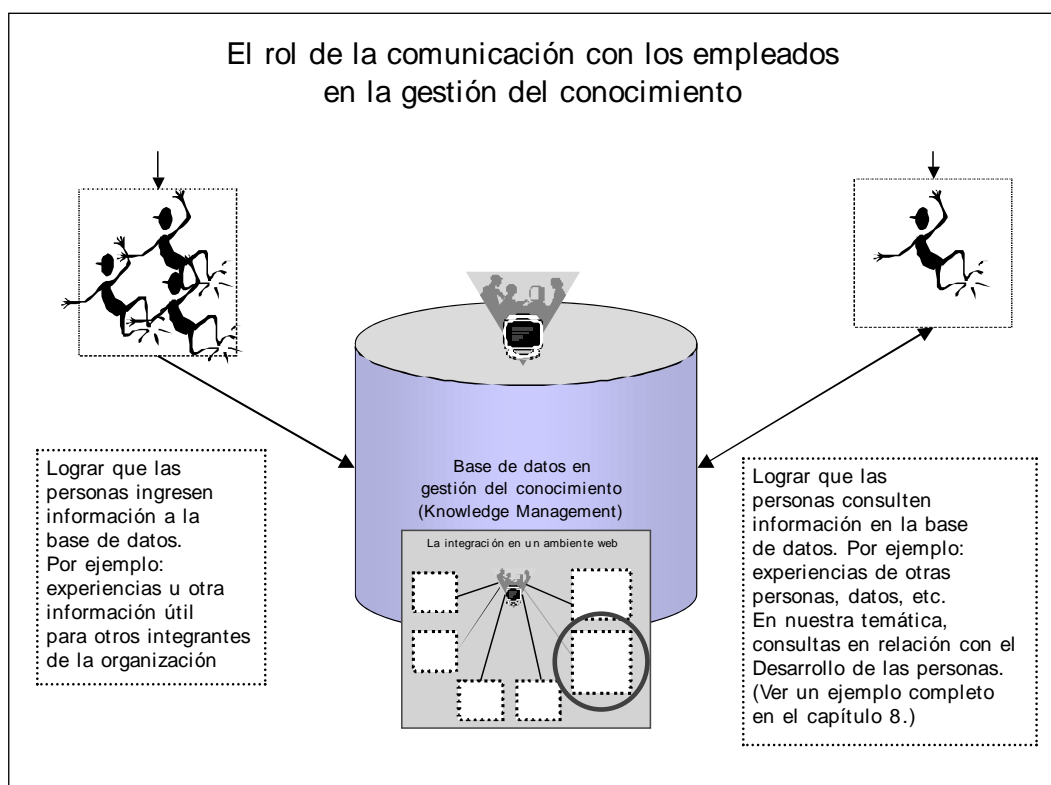 El rol de la comunicación con los empleados
en la gestión del conocimiento
Lograr que las
personas ingresen
información a la
base de datos.
Por ejemplo:
experiencias u otra
información útil
para otros integrantes
de la organización
Base de datos en
gestión del conocimiento
(Knowledge Management)
La integración en un ambiente web
Lograr que las
personas consulten
información en la base
de datos. Por ejemplo:
experiencias de otras
personas, datos, etc.
En nuestra temática,
consultas en relación con el
Desarrollo de las personas.
(Ver un ejemplo completo
en el capítulo 8.)